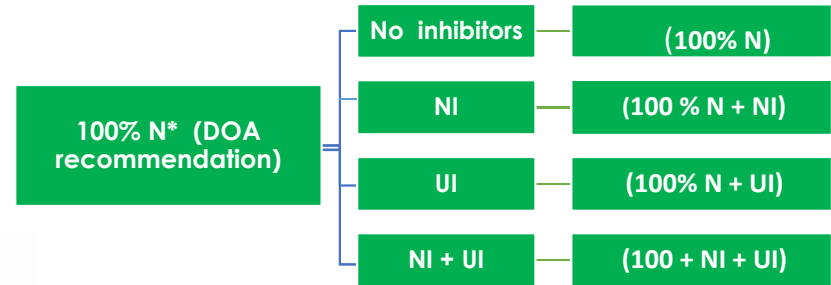 No inhibitors
(100% N)
100% N* (DOA
recommendation)
NI
(100 % N + NI)
UI
(100% N + UI)
NI + UI
(100 + NI + UI)